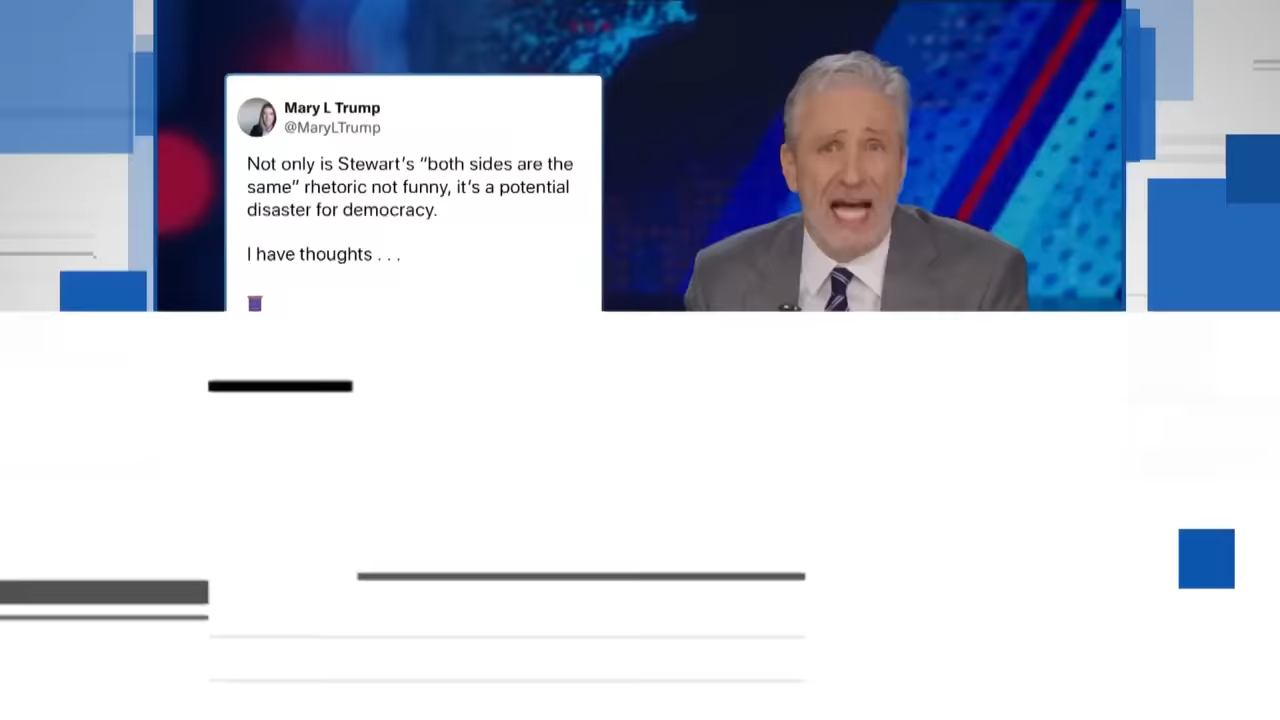 Mary L Trump
@MaryLTrump
Not only is Stewart’s “both sides are the
same” rhetoric not funny, it’s a potential
disaster for democracy.
I have thoughts . . .